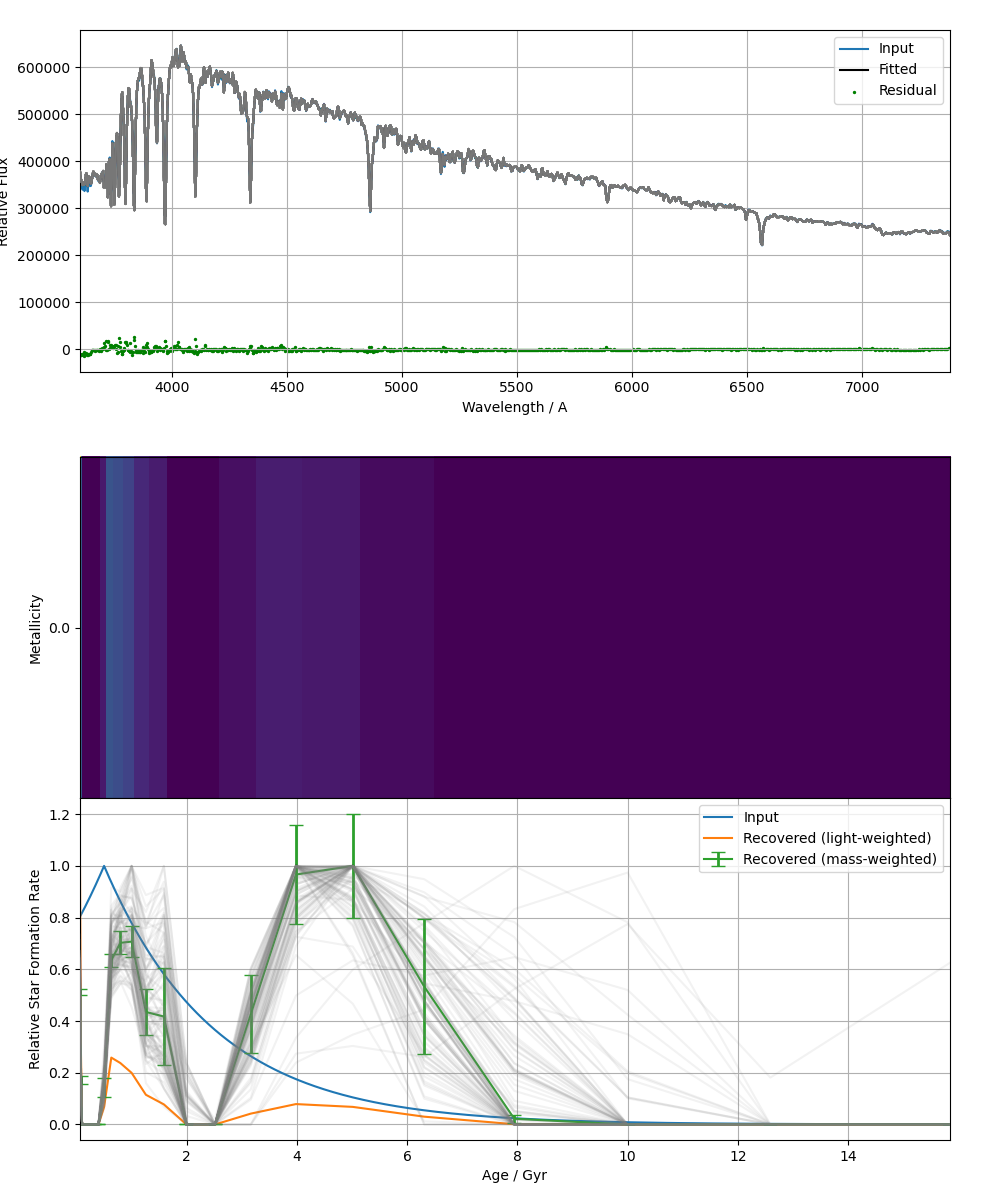 600000
500000
400000
300000
200000
100000
0
Relative Flux
Input
Fitted
Residual
4000 4500 5000 5500 6000 6500 7000
Wavelength / A
Metallicity
0.0
1.2
1.0
0.8
0.6
0.4
0.2
0.0
Relative Star Formation Rate
Input
Recovered (light-weighted)
Recovered (mass-weighted)
2 4 6 8 10 12 14
Age / Gyr